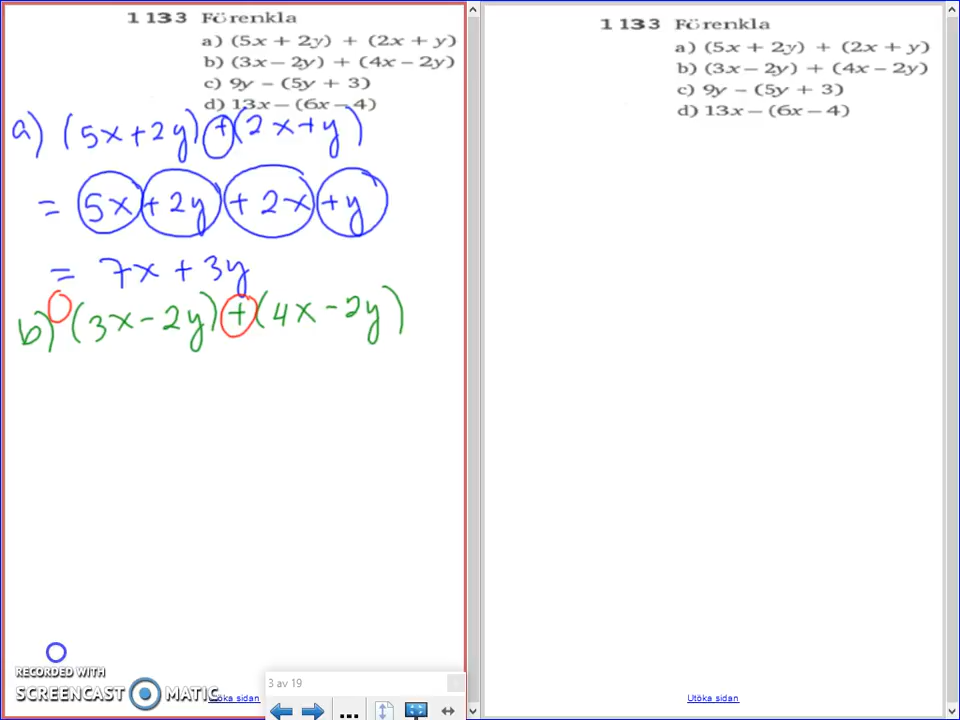 1133 Förenkla
a) (5x + 2y) + (2x + y)
b) (3x – 2y) + (4x – 2y)
c) 9y – (5y + 3)
d) 13x – (6x – 4)
a) (5x + 2y) + (2x + y)
= 5x + 2y + 2x + y
= 7x + 3y
b) (3x - 2y) + (4x - 2y)
RECORDED WITH
SCREENCAST MATIC
Utöka sidan
3 av 19
...
1133 Förenkla
a) (5x + 2y) + (2x + y)
b) (3x – 2y) + (4x – 2y)
c) 9y – (5y + 3)
d) 13x – (6x – 4)
Utöka sidan